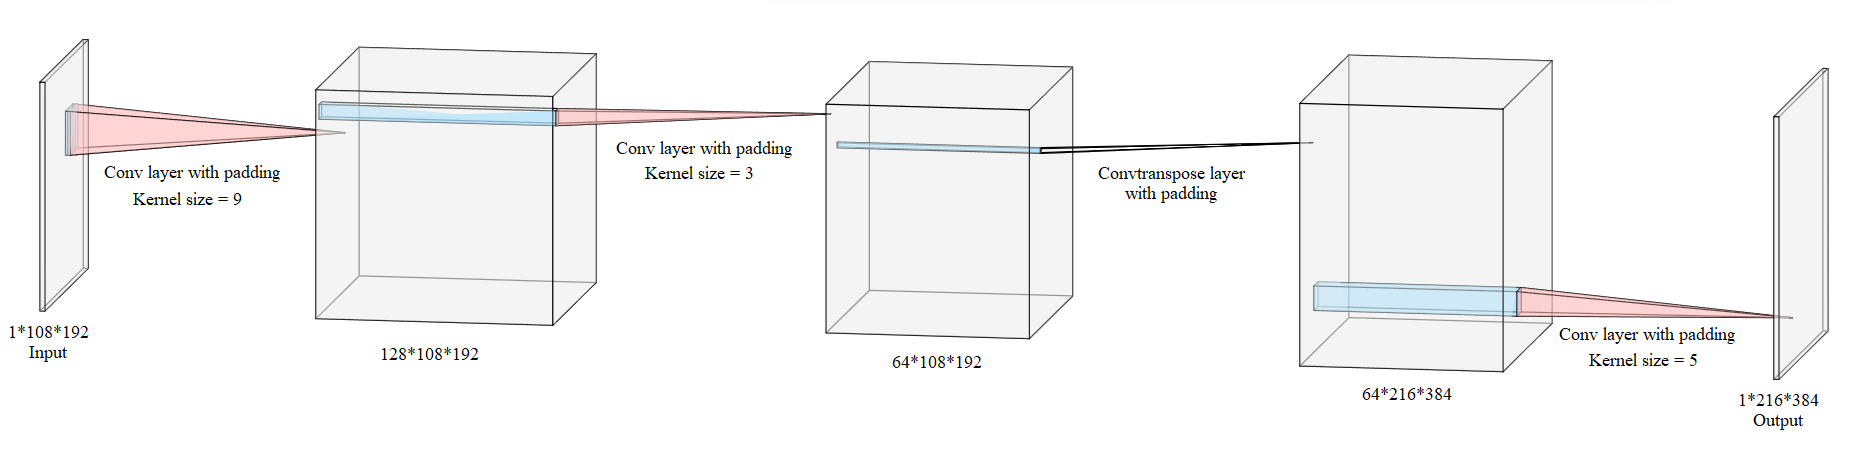 1*108*192
Input
Conv layer with padding
Kernel size = 9
128*108*192
Conv layer with padding
Kernel size = 3
64*108*192
Convtranspose layer
with padding
64*216*384
Conv layer with padding
Kernel size = 5
1*216*384
Output